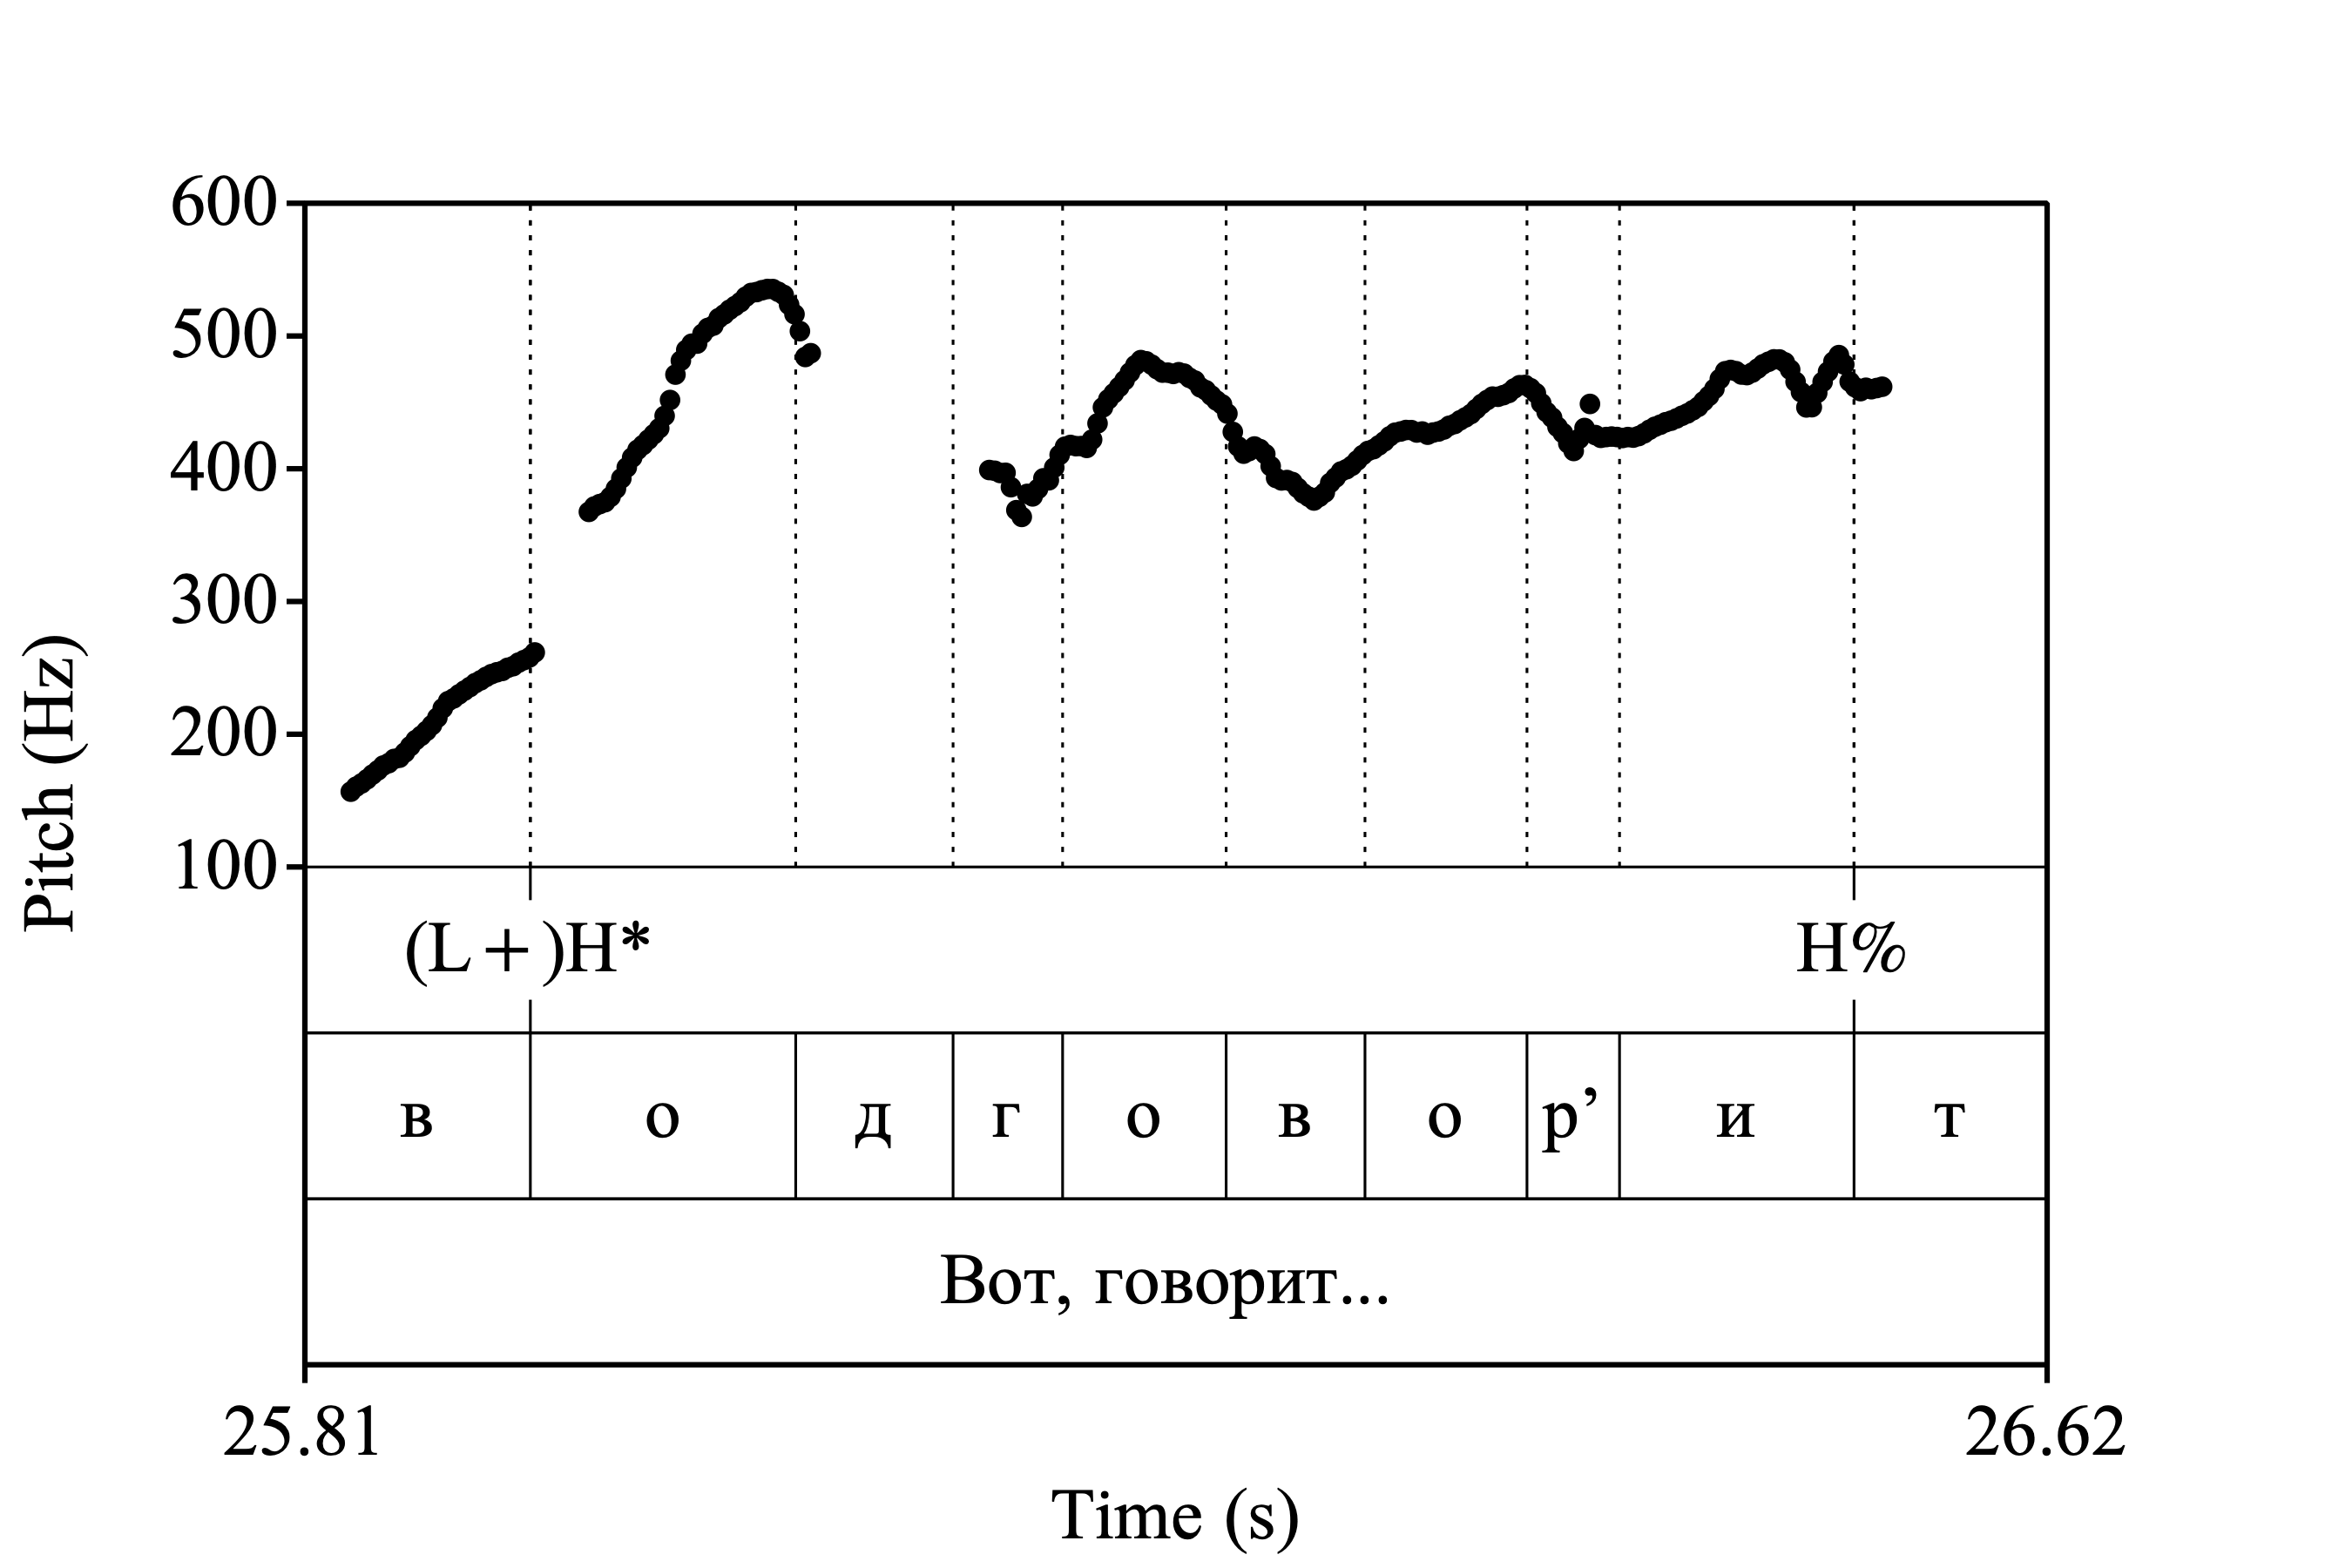 600
500
400
300
200
100
Pitch (Hz)
(L+)H* H%
в о д г о в о р’ и т
Вот, говорит...
25.81 26.62
Time (s)